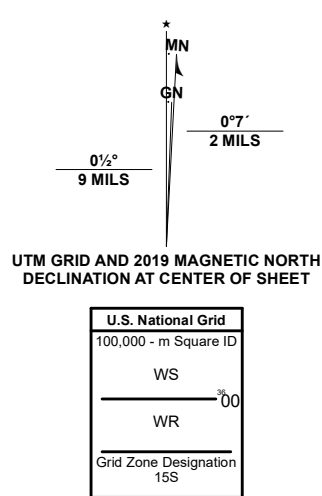 ★
MN
GN
0°7´
2 MILS
0½°
9 MILS
UTM GRID AND 2019 MAGNETIC NORTH
DECLINATION AT CENTER OF SHEET
U.S. National Grid
100,000 - m Square ID
WS
3600
WR
Grid Zone Designation
15S